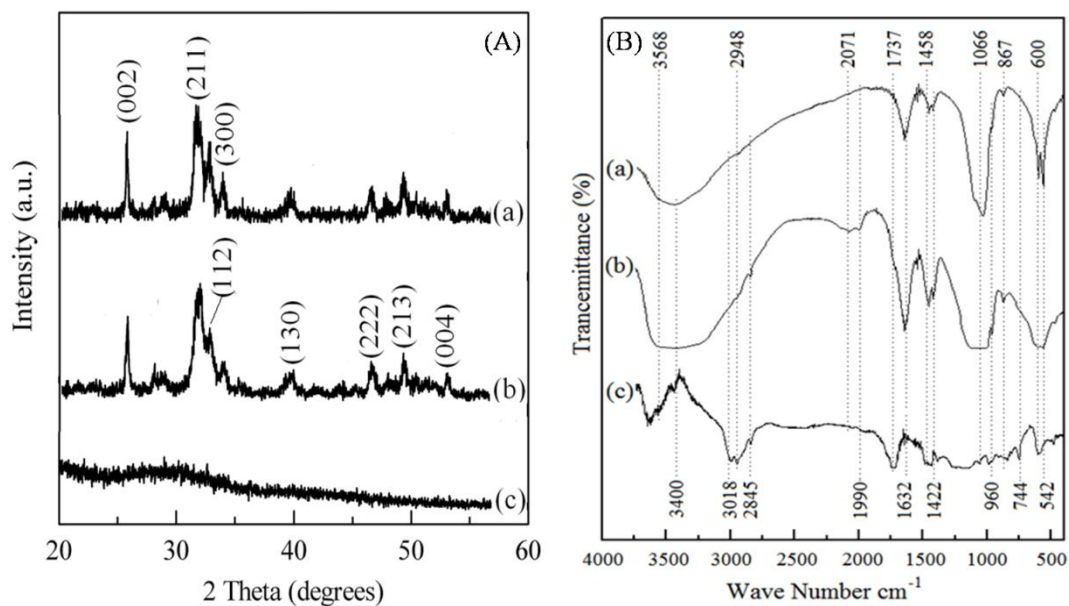 (A)
(002)
(211)
(300)
(a)
(112)
(130)
(222)
(213)
(004)
(b)
(c)
Intensity (a.u.)
20 30 40 50 60
2 Theta (degrees)
(B)
3568 2948 2071 1737 1458 1066 867 600
(a)
(b)
(c)
Trancemittance (%)
3400 3018 2845 1990 1632 1422 960 744 542
4000 3500 3000 2500 2000 1500 1000 500
Wave Number cm-1